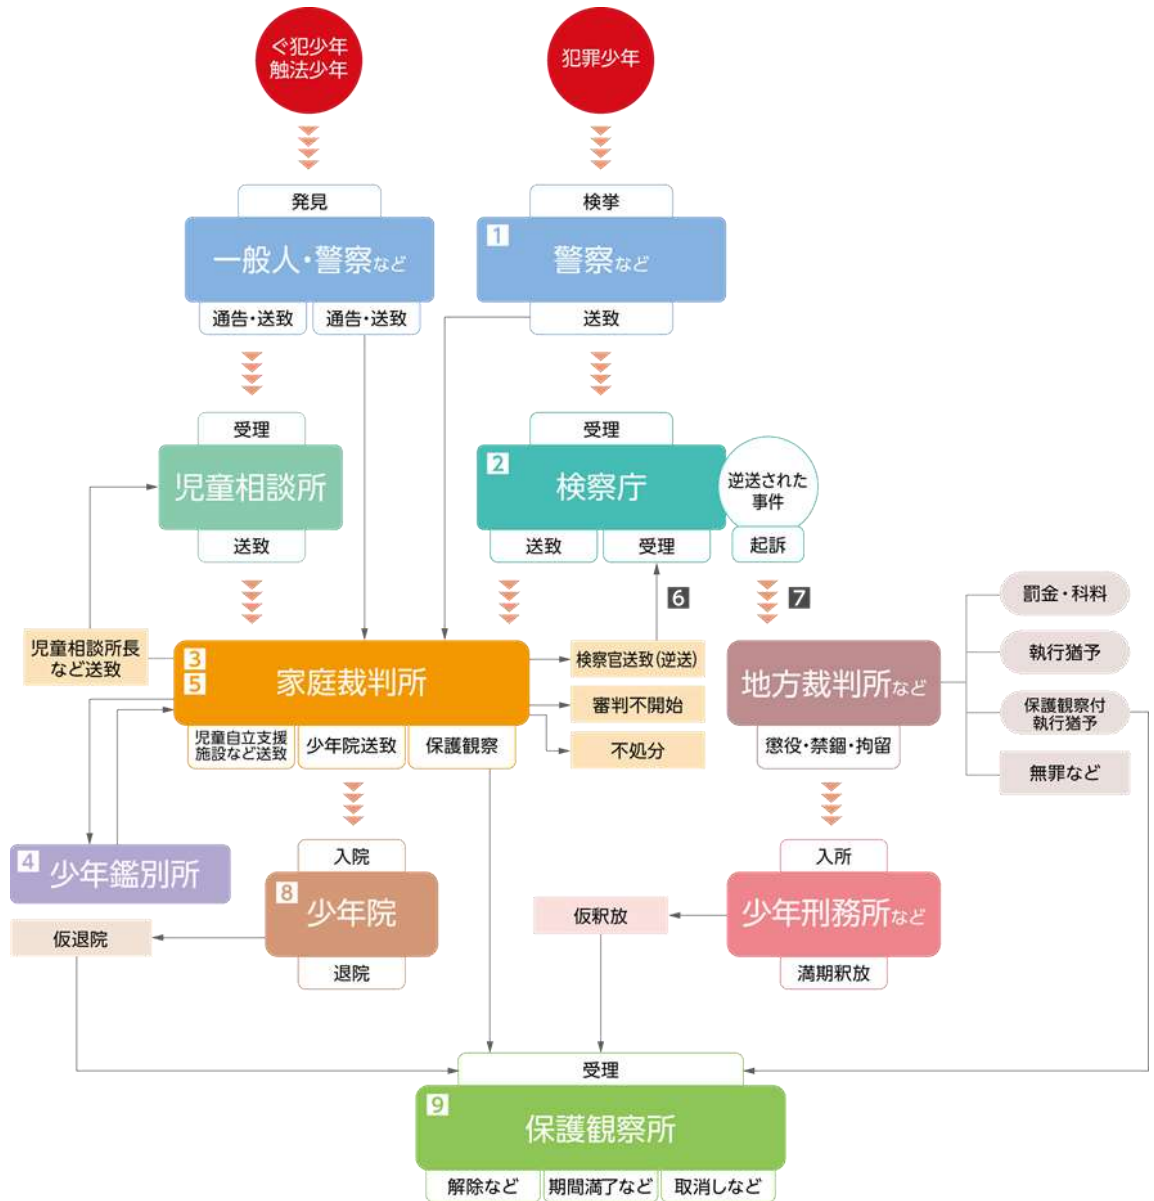 ぐ犯少年
触法少年
犯罪少年
発見
検挙
一般人・警察など
1
警察など
通告・送致
通告・送致
送致
受理
受理
児童相談所
2
検察庁
逆送された
事件
送致
送致
受理
起訴
6
7
罰金・科料
児童相談所長
など送致
3
5
家庭裁判所
検察官送致(逆送)
審判不開始
不処分
地方裁判所など
執行猶予
保護観察付
執行猶予
無罪など
児童自立支援
施設など送致
少年院送致
保護観察
懲役・禁錮・拘留
4
少年鑑別所
入院
8
少年院
退院
仮退院
入所
少年刑務所など
仮釈放
満期釈放
受理
9
保護観察所
解除など
期間満了など
取消しなど